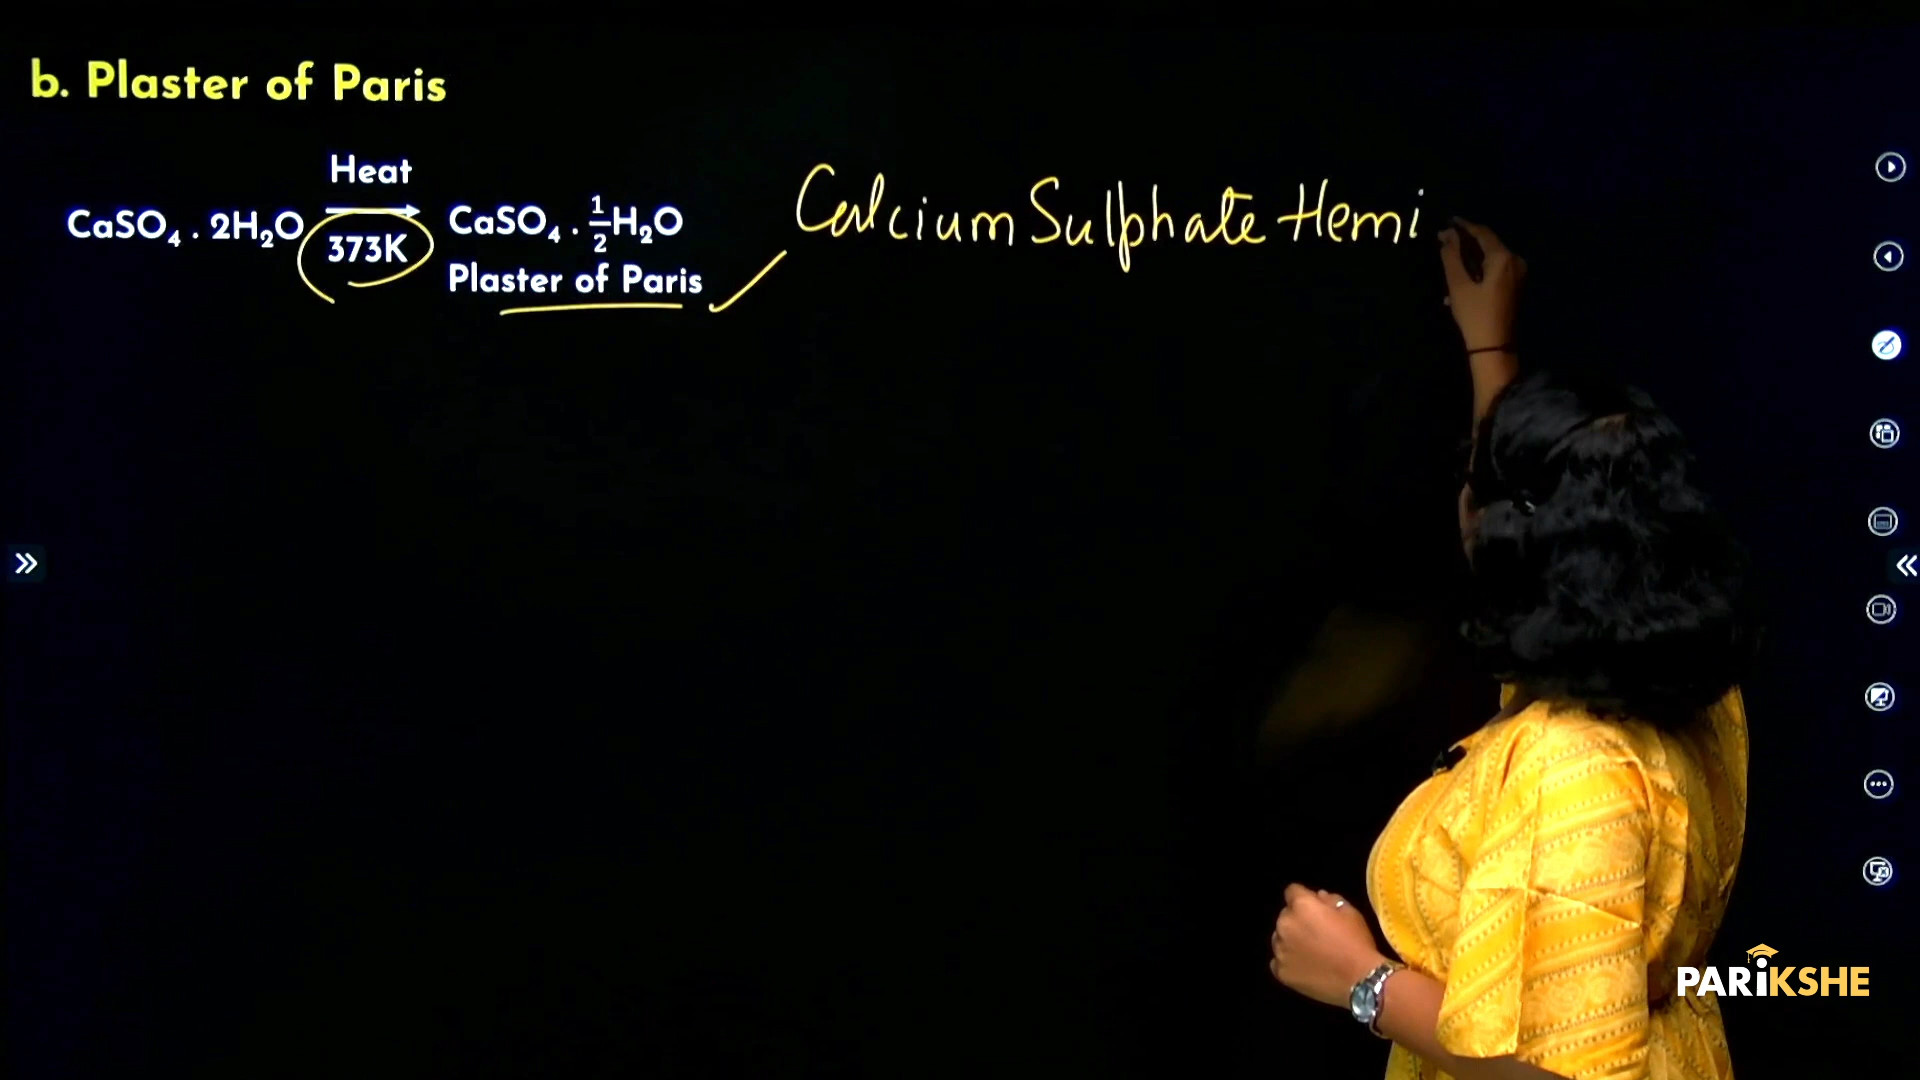 b. Plaster of Paris
Heat
CaSO₄ . 2H₂O
373K
CaSO₄ . ½H₂O
Plaster of Paris
Calcium Sulphate Hemi
PARiKSHE